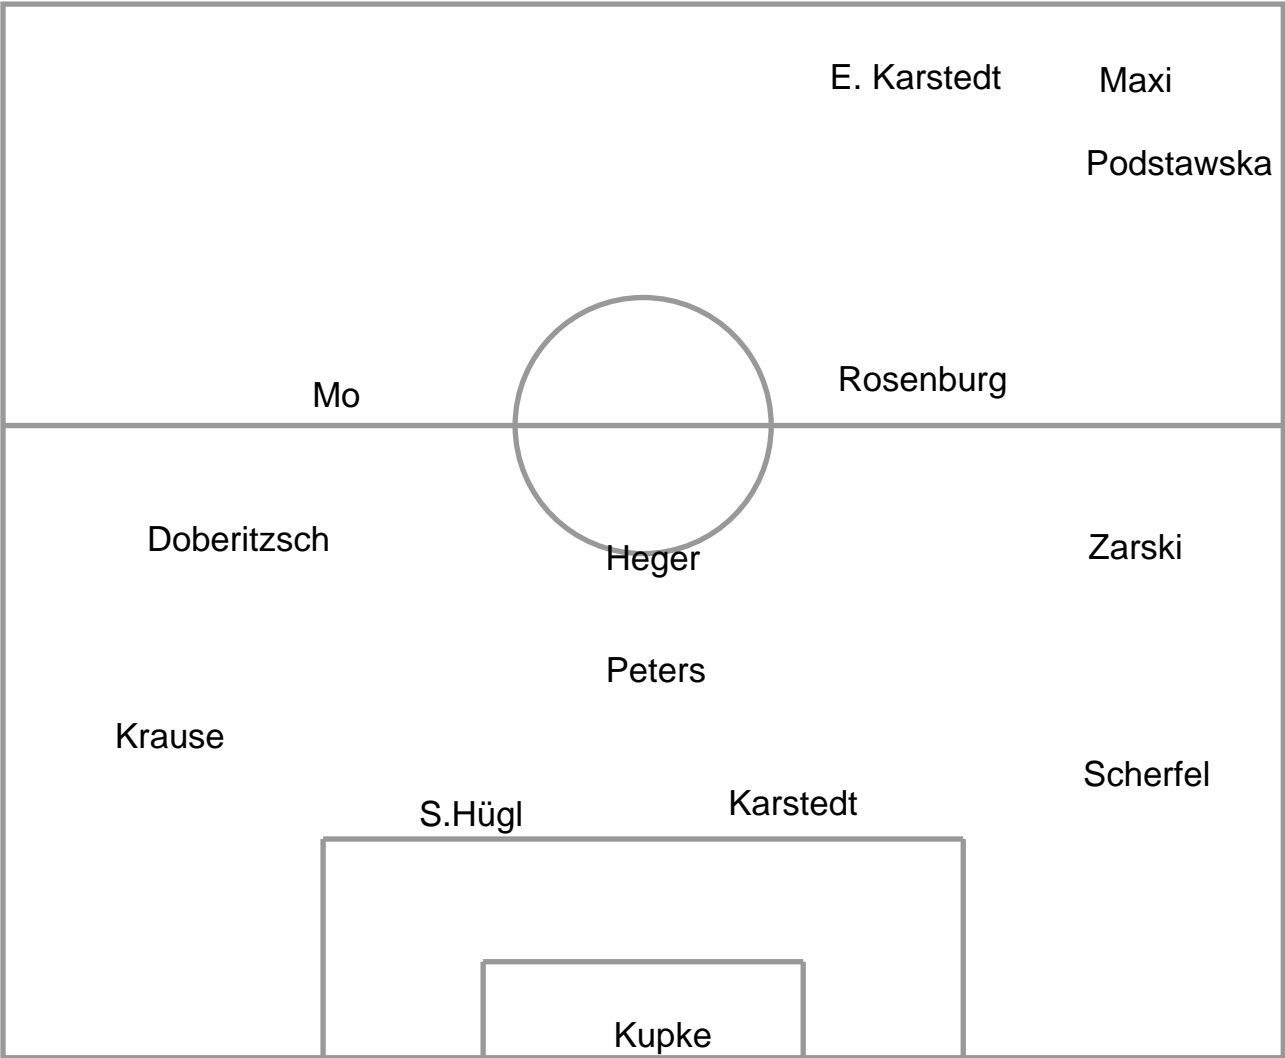 E. Karstedt
Maxi
Podstawska
Rosenburg
Mo
Doberitzsch
Zarski
Heger
Peters
Krause
Scherfel
Karstedt
S.Hügl
Kupke